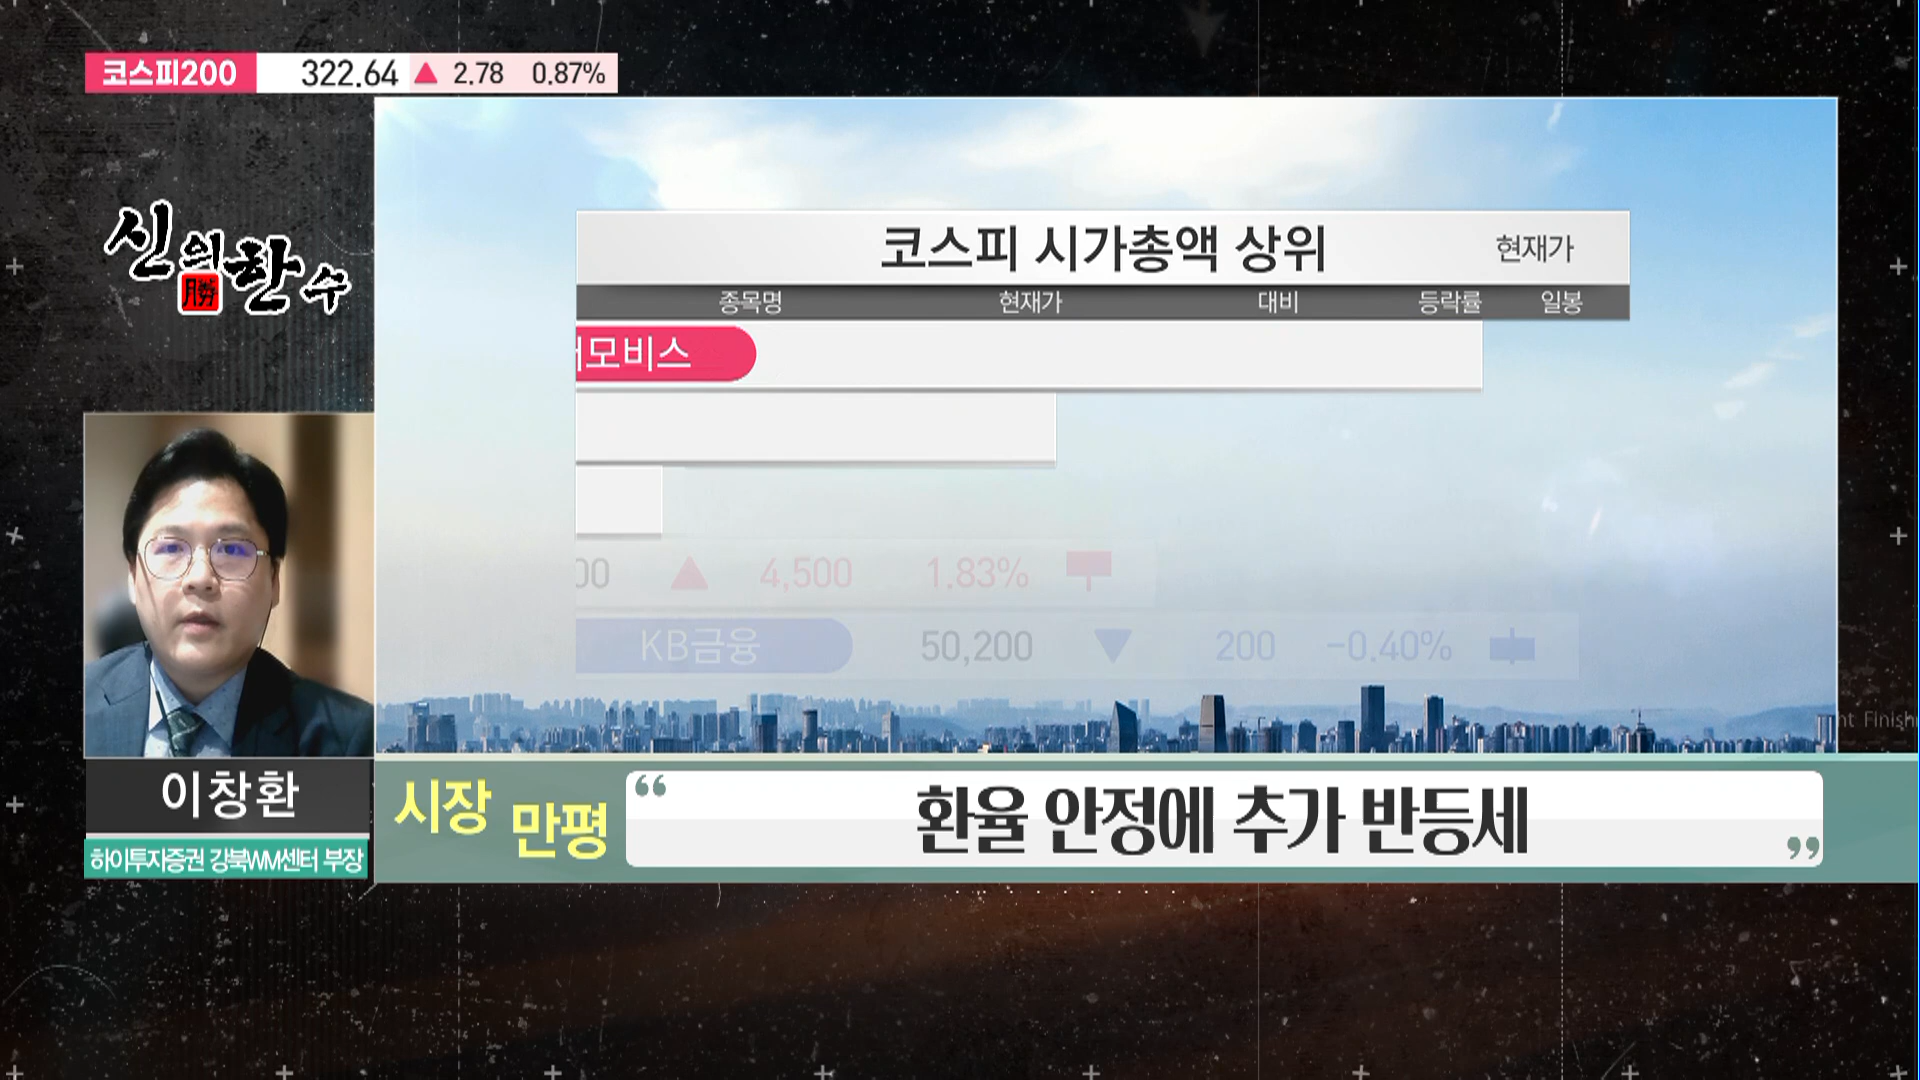 코스피200 322.64 ▲ 2.78 0.87%
신의한수
勝
코스피 시가총액 상위 현재가
종목명 현재가 대비 등락률 일봉
모비스
00 ▲ 4,500 1.83%
KB금융 50,200 ▼ 200 -0.40%
이창환
하이투자증권 강북WM센터 부장
시장 만평
“ 환율 안정에 추가 반등세 ”